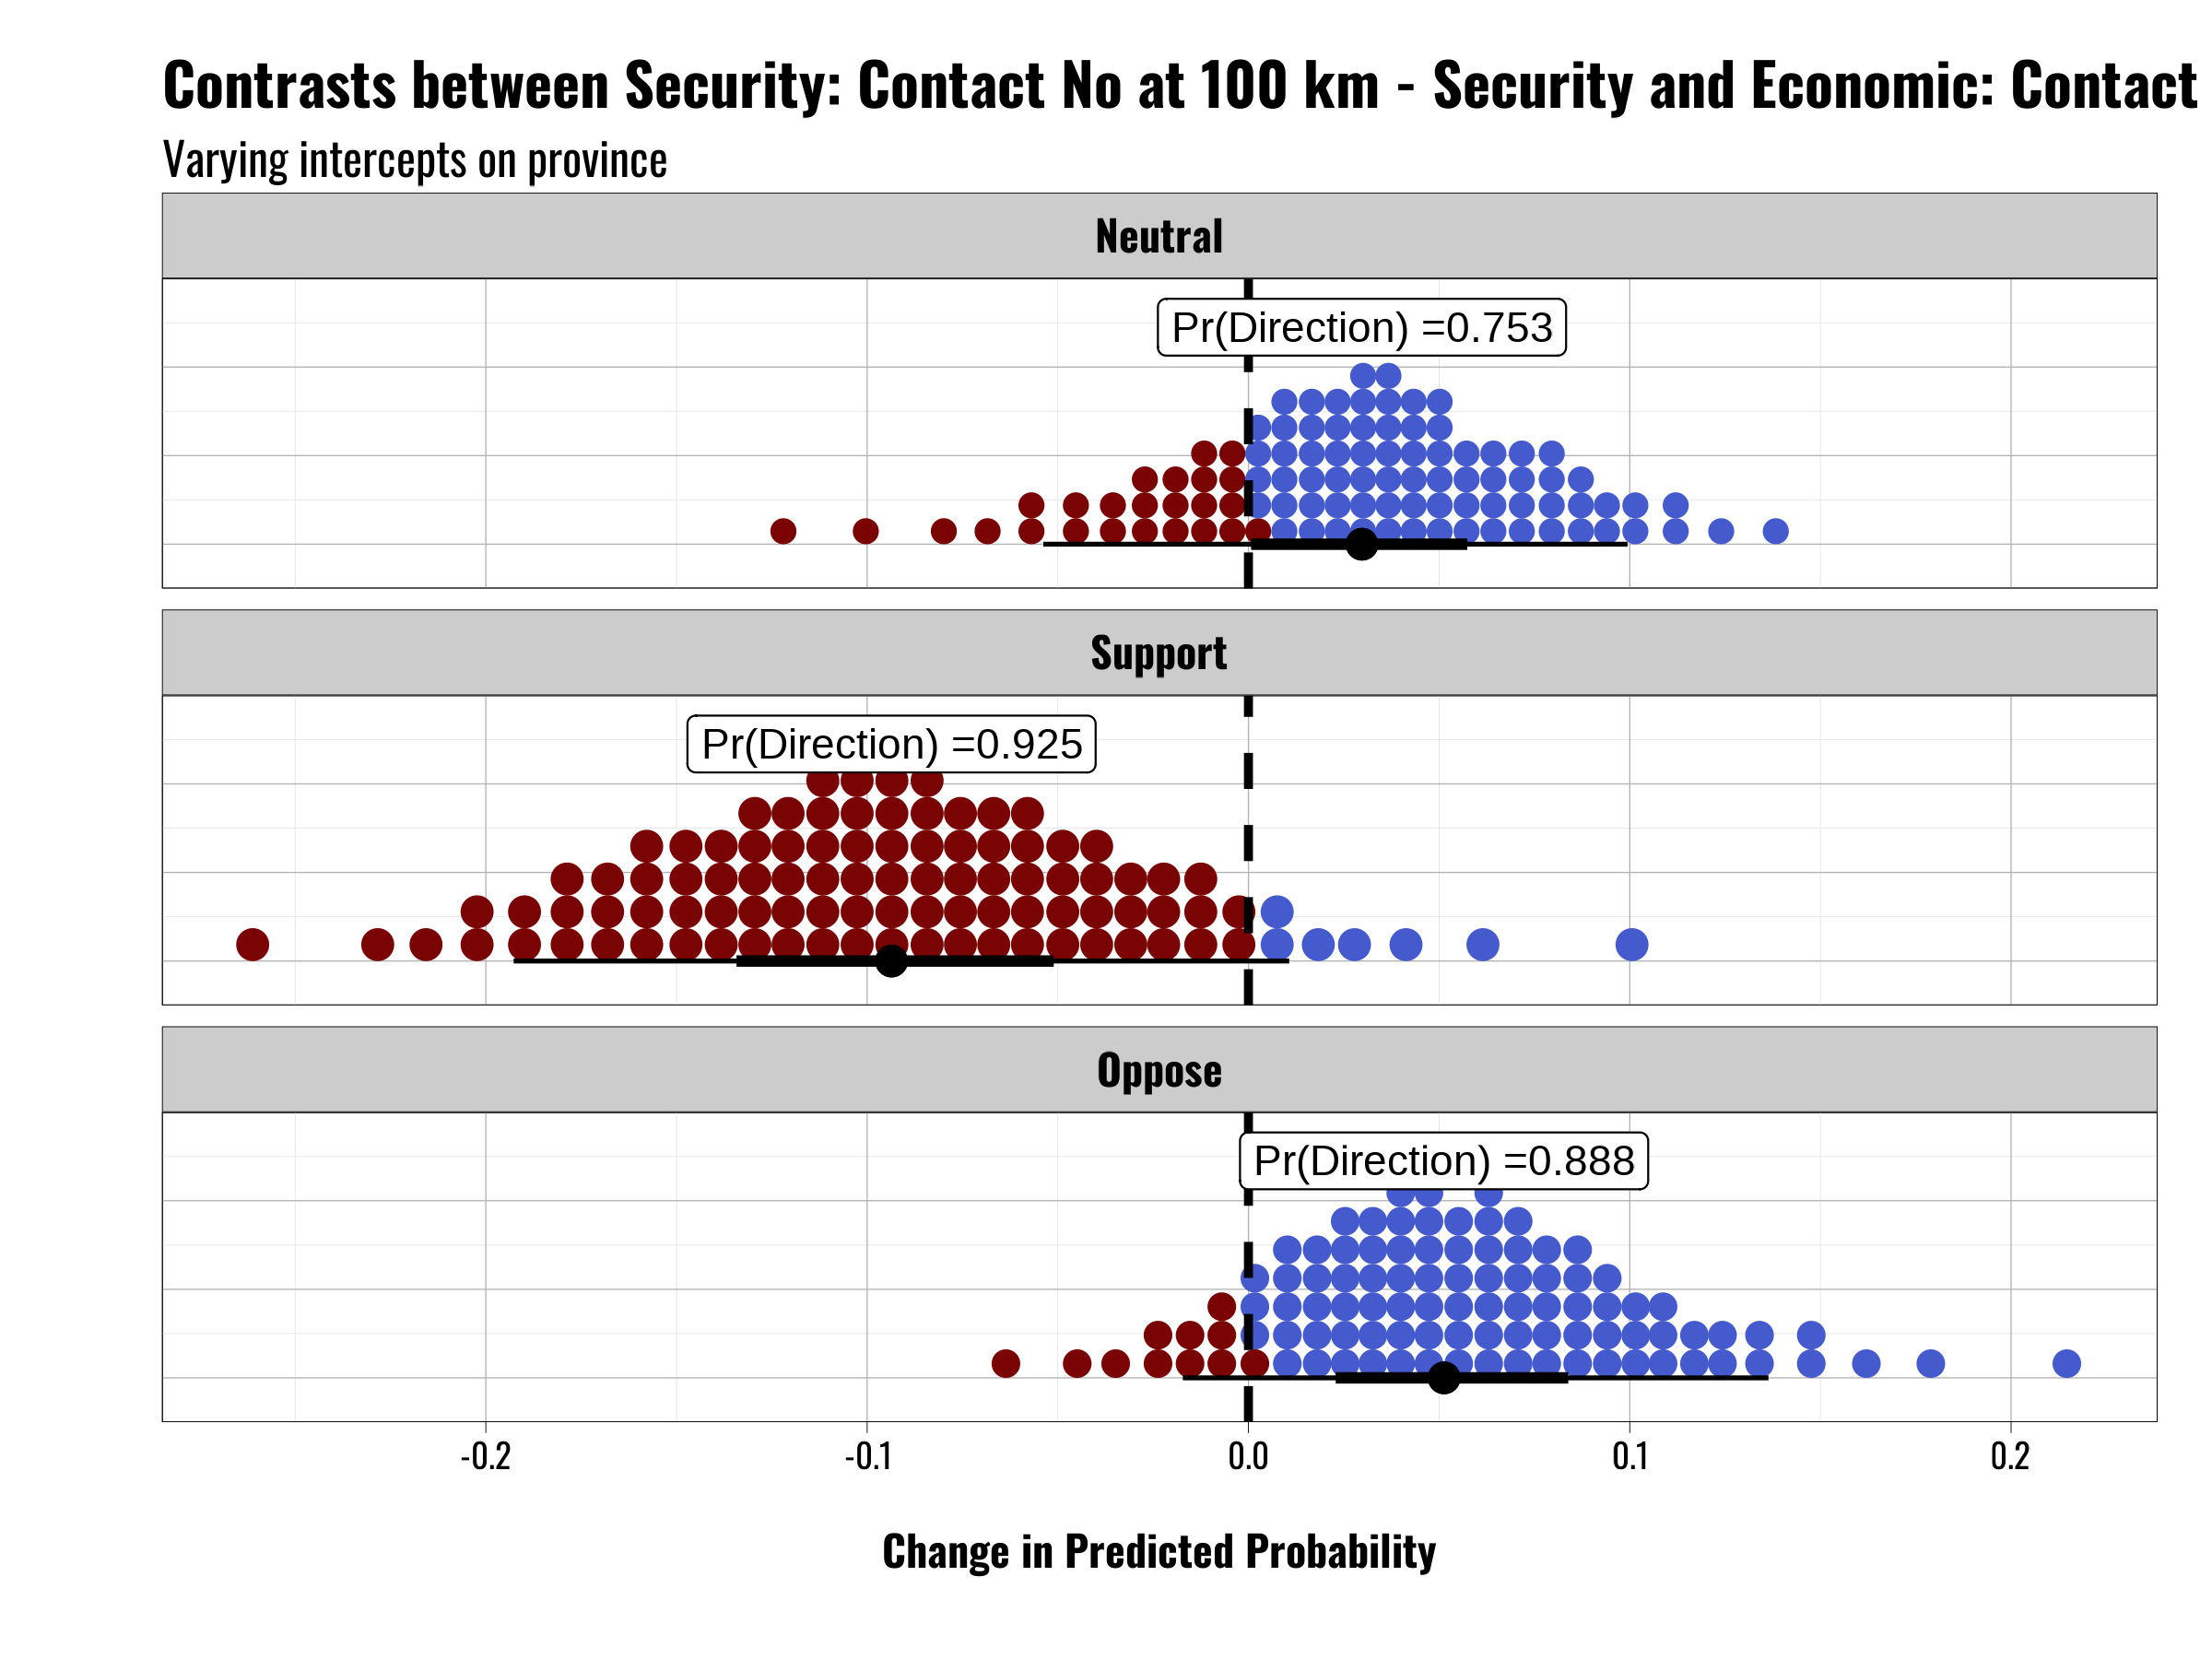 Contrasts between Security: Contact No at 100 km - Security and Economic: Contact
Varying intercepts on province
Neutral
Pr(Direction) =0.753
Support
Pr(Direction) =0.925
Oppose
Pr(Direction) =0.888
-0.2 -0.1 0.0 0.1 0.2
Change in Predicted Probability